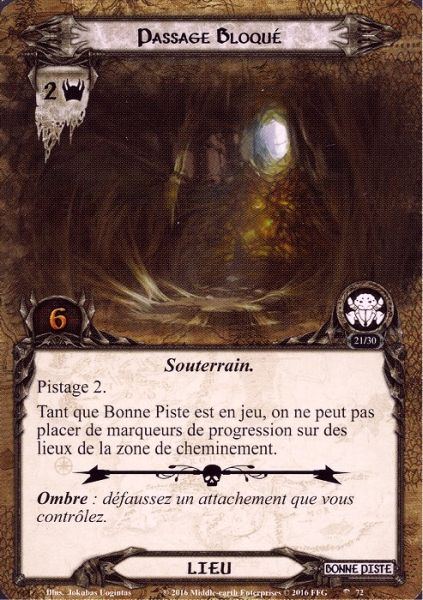 Passage Bloqué
2
6
21/30
Souterrain.
Pistage 2.
Tant que Bonne Piste est en jeu, on ne peut pas
placer de marqueurs de progression sur des
lieux de la zone de cheminement.
Ombre : défaussez un attachement que vous
contrôlez.
LIEU
BONNE PISTE
Illus. Jokubas Uogintas
© 2016 Middle-earth Enterprises © 2016 FFG
72